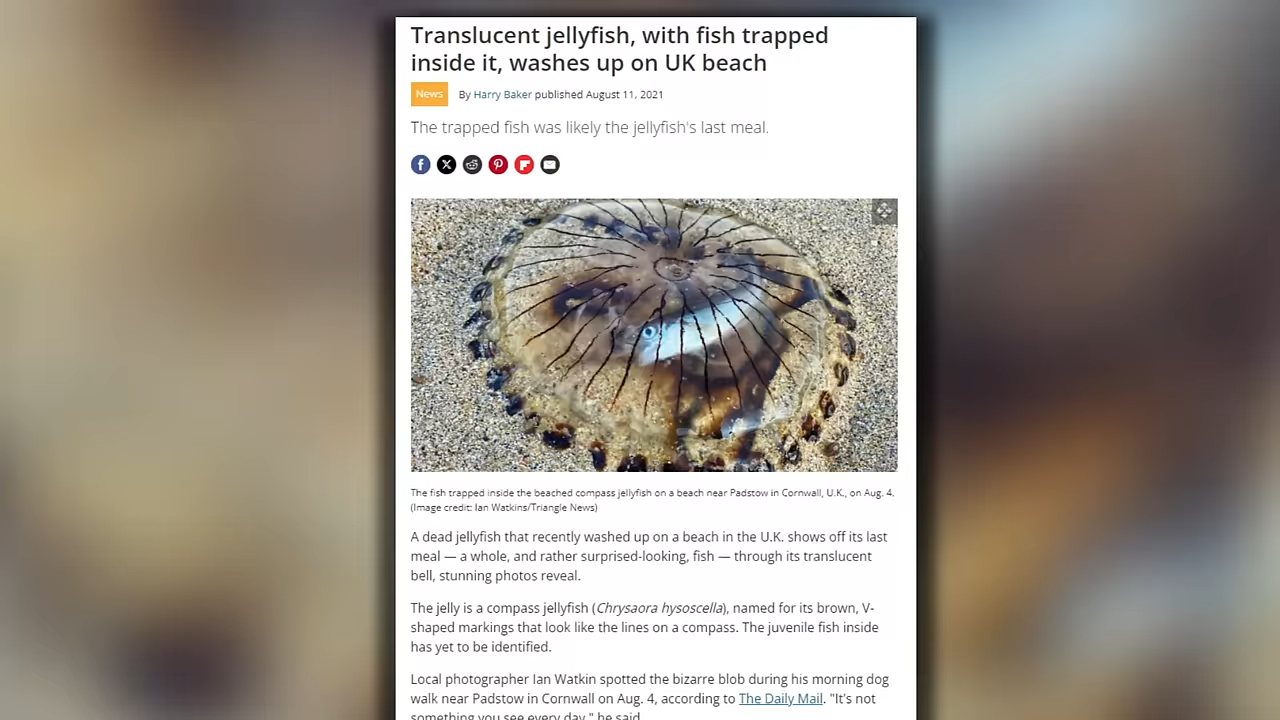 Translucent jellyfish, with fish trapped
inside it, washes up on UK beach
News By Harry Baker published August 11, 2021
The trapped fish was likely the jellyfish's last meal.
The fish trapped inside the beached compass jellyfish on a beach near Padstow in Cornwall, U.K., on Aug. 4.
(Image credit: Ian Watkins/Triangle News)
A dead jellyfish that recently washed up on a beach in the U.K. shows off its last
meal — a whole, and rather surprised-looking, fish — through its translucent
bell, stunning photos reveal.
The jelly is a compass jellyfish (Chrysaora hysoscella), named for its brown, V-
shaped markings that look like the lines on a compass. The juvenile fish inside
has yet to be identified.
Local photographer Ian Watkin spotted the bizarre blob during his morning dog
walk near Padstow in Cornwall on Aug. 4, according to The Daily Mail. "It's not
something you see every day," he said.